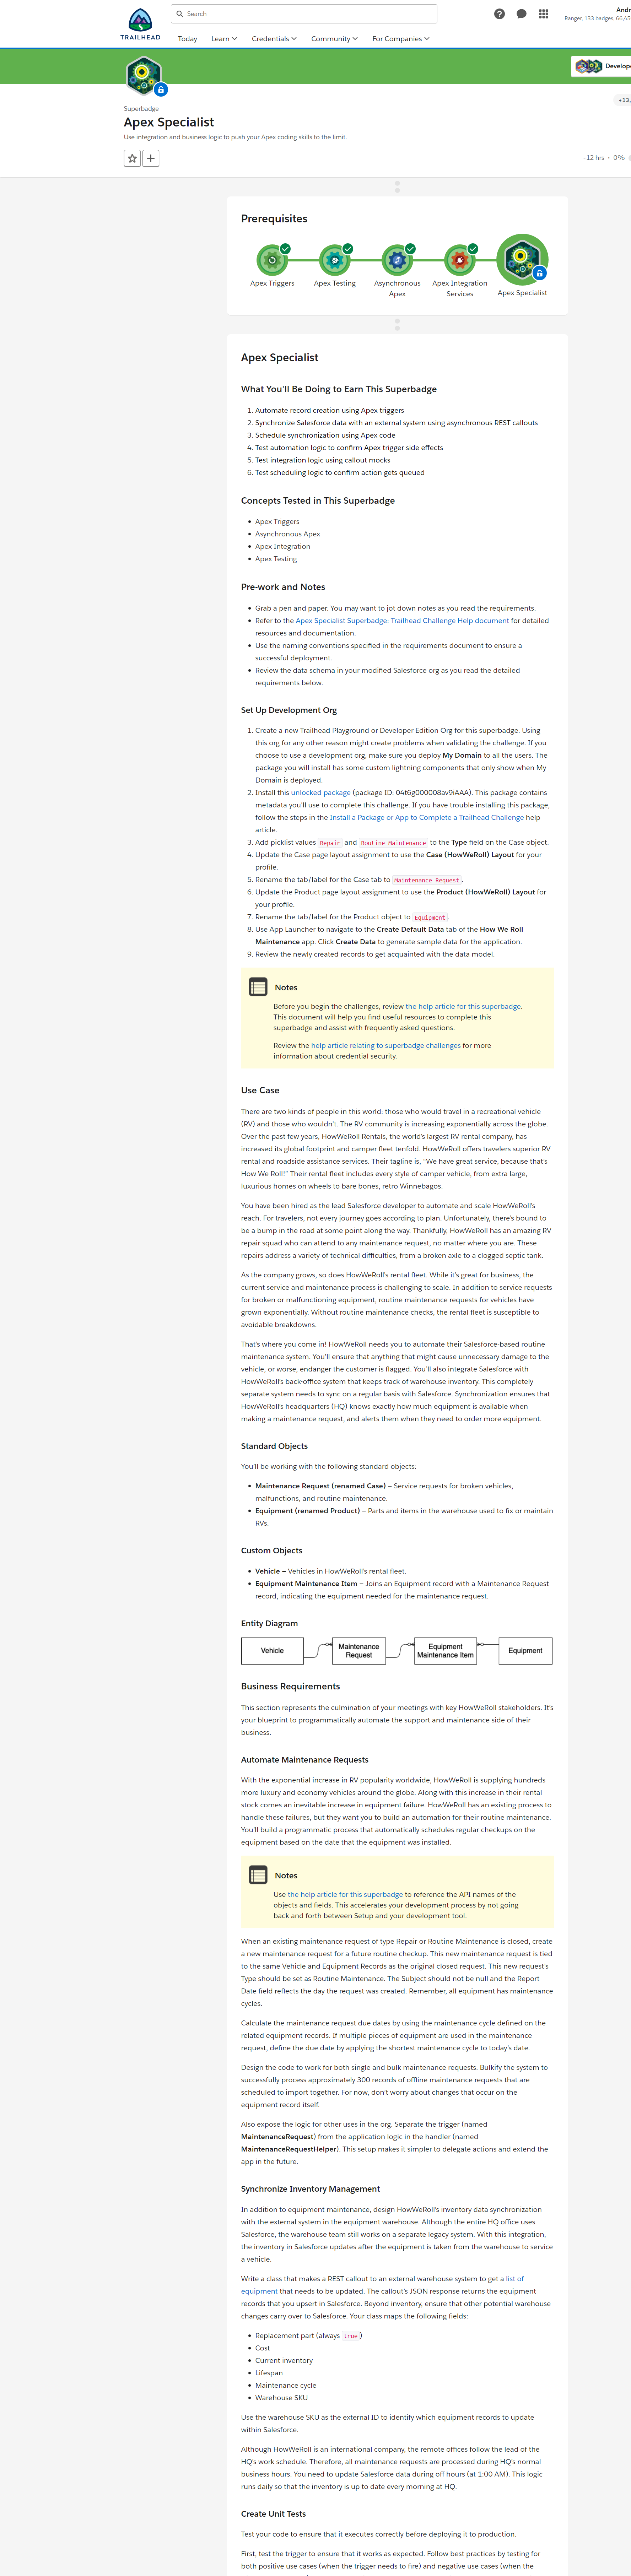 Search
Andr
Ranger, 133 badges, 66,45
TRAILHEAD
Today Learn Credentials Community For Companies
Develope
+13,
Superbadge
Apex Specialist
Use integration and business logic to push your Apex coding skills to the limit.
~12 hrs • 0%
Prerequisites
Apex Triggers
Apex Testing
Asynchronous
Apex
Apex Integration
Services
Apex Specialist
Apex Specialist
What You'll Be Doing to Earn This Superbadge
1. Automate record creation using Apex triggers
2. Synchronize Salesforce data with an external system using asynchronous REST callouts
3. Schedule synchronization using Apex code
4. Test automation logic to confirm Apex trigger side effects
5. Test integration logic using callout mocks
6. Test scheduling logic to confirm action gets queued
Concepts Tested in This Superbadge
• Apex Triggers
• Asynchronous Apex
• Apex Integration
• Apex Testing
Pre-work and Notes
• Grab a pen and paper. You may want to jot down notes as you read the requirements.
• Refer to the Apex Specialist Superbadge: Trailhead Challenge Help document for detailed
resources and documentation.
• Use the naming conventions specified in the requirements document to ensure a
successful deployment.
• Review the data schema in your modified Salesforce org as you read the detailed
requirements below.
Set Up Development Org
1. Create a new Trailhead Playground or Developer Edition Org for this superbadge. Using
this org for any other reason might create problems when validating the challenge. If you
choose to use a development org, make sure you deploy My Domain to all the users. The
package you will install has some custom lightning components that only show when My
Domain is deployed.
2. Install this unlocked package (package ID: 04t6g000008av9iAAA). This package contains
metadata you'll use to complete this challenge. If you have trouble installing this package,
follow the steps in the Install a Package or App to Complete a Trailhead Challenge help
article.
3. Add picklist values Repair and Routine Maintenance to the Type field on the Case object.
4. Update the Case page layout assignment to use the Case (HowWeRoll) Layout for your
profile.
5. Rename the tab/label for the Case tab to Maintenance Request.
6. Update the Product page layout assignment to use the Product (HowWeRoll) Layout for
your profile.
7. Rename the tab/label for the Product object to Equipment.
8. Use App Launcher to navigate to the Create Default Data tab of the How We Roll
Maintenance app. Click Create Data to generate sample data for the application.
9. Review the newly created records to get acquainted with the data model.
Notes
Before you begin the challenges, review the help article for this superbadge.
This document will help you find useful resources to complete this
superbadge and assist with frequently asked questions.
Review the help article relating to superbadge challenges for more
information about credential security.
Use Case
There are two kinds of people in this world: those who would travel in a recreational vehicle
(RV) and those who wouldn't. The RV community is increasing exponentially across the globe.
Over the past few years, HowWeRoll Rentals, the world's largest RV rental company, has
increased its global footprint and camper fleet tenfold. HowWeRoll offers travelers superior RV
rental and roadside assistance services. Their tagline is, "We have great service, because that's
How We Roll!" Their rental fleet includes every style of camper vehicle, from extra large,
luxurious homes on wheels to bare bones, retro Winnebagos.
You have been hired as the lead Salesforce developer to automate and scale HowWeRoll's
reach. For travelers, not every journey goes according to plan. Unfortunately, there's bound to
be a bump in the road at some point along the way. Thankfully, HowWeRoll has an amazing RV
repair squad who can attend to any maintenance request, no matter where you are. These
repairs address a variety of technical difficulties, from a broken axle to a clogged septic tank.
As the company grows, so does HowWeRoll's rental fleet. While it's great for business, the
current service and maintenance process is challenging to scale. In addition to service requests
for broken or malfunctioning equipment, routine maintenance requests for vehicles have
grown exponentially. Without routine maintenance checks, the rental fleet is susceptible to
avoidable breakdowns.
That's where you come in! HowWeRoll needs you to automate their Salesforce-based routine
maintenance system. You'll ensure that anything that might cause unnecessary damage to the
vehicle, or worse, endanger the customer is flagged. You'll also integrate Salesforce with
HowWeRoll's back-office system that keeps track of warehouse inventory. This completely
separate system needs to sync on a regular basis with Salesforce. Synchronization ensures that
HowWeRoll's headquarters (HQ) knows exactly how much equipment is available when
making a maintenance request, and alerts them when they need to order more equipment.
Standard Objects
You'll be working with the following standard objects:
• Maintenance Request (renamed Case) — Service requests for broken vehicles,
malfunctions, and routine maintenance.
• Equipment (renamed Product) — Parts and items in the warehouse used to fix or maintain
RVs.
Custom Objects
• Vehicle — Vehicles in HowWeRoll's rental fleet.
• Equipment Maintenance Item — Joins an Equipment record with a Maintenance Request
record, indicating the equipment needed for the maintenance request.
Entity Diagram
Vehicle
Maintenance
Request
Equipment
Maintenance Item
Equipment
Business Requirements
This section represents the culmination of your meetings with key HowWeRoll stakeholders. It's
your blueprint to programmatically automate the support and maintenance side of their
business.
Automate Maintenance Requests
With the exponential increase in RV popularity worldwide, HowWeRoll is supplying hundreds
more luxury and economy vehicles around the globe. Along with this increase in their rental
stock comes an inevitable increase in equipment failure. HowWeRoll has an existing process to
handle these failures, but they want you to build an automation for their routine maintenance.
You'll build a programmatic process that automatically schedules regular checkups on the
equipment based on the date that the equipment was installed.
Notes
Use the help article for this superbadge to reference the API names of the
objects and fields. This accelerates your development process by not going
back and forth between Setup and your development tool.
When an existing maintenance request of type Repair or Routine Maintenance is closed, create
a new maintenance request for a future routine checkup. This new maintenance request is tied
to the same Vehicle and Equipment Records as the original closed request. This new request's
Type should be set as Routine Maintenance. The Subject should not be null and the Report
Date field reflects the day the request was created. Remember, all equipment has maintenance
cycles.
Calculate the maintenance request due dates by using the maintenance cycle defined on the
related equipment records. If multiple pieces of equipment are used in the maintenance
request, define the due date by applying the shortest maintenance cycle to today's date.
Design the code to work for both single and bulk maintenance requests. Bulkify the system to
successfully process approximately 300 records of offline maintenance requests that are
scheduled to import together. For now, don't worry about changes that occur on the
equipment record itself.
Also expose the logic for other uses in the org. Separate the trigger (named
MaintenanceRequest) from the application logic in the handler (named
MaintenanceRequestHelper). This setup makes it simpler to delegate actions and extend the
app in the future.
Synchronize Inventory Management
In addition to equipment maintenance, design HowWeRoll's inventory data synchronization
with the external system in the equipment warehouse. Although the entire HQ office uses
Salesforce, the warehouse team still works on a separate legacy system. With this integration,
the inventory in Salesforce updates after the equipment is taken from the warehouse to service
a vehicle.
Write a class that makes a REST callout to an external warehouse system to get a list of
equipment that needs to be updated. The callout's JSON response returns the equipment
records that you upsert in Salesforce. Beyond inventory, ensure that other potential warehouse
changes carry over to Salesforce. Your class maps the following fields:
• Replacement part (always true)
• Cost
• Current inventory
• Lifespan
• Maintenance cycle
• Warehouse SKU
Use the warehouse SKU as the external ID to identify which equipment records to update
within Salesforce.
Although HowWeRoll is an international company, the remote offices follow the lead of the
HQ's work schedule. Therefore, all maintenance requests are processed during HQ's normal
business hours. You need to update Salesforce data during off hours (at 1:00 AM). This logic
runs daily so that the inventory is up to date every morning at HQ.
Create Unit Tests
Test your code to ensure that it executes correctly before deploying it to production.
First, test the trigger to ensure that it works as expected. Follow best practices by testing for
both positive use cases (when the trigger needs to fire) and negative use cases (when the